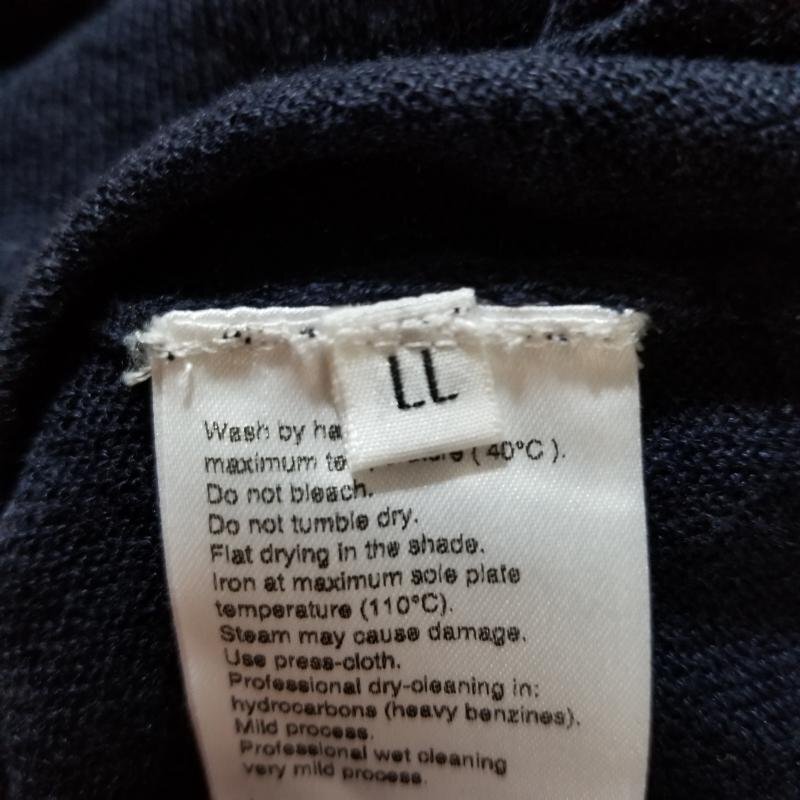 LL
Wash by ha
maximum te ature (40°C).
Do not bleach.
Do not tumble dry.
Flat drying in the shade.
Iron at maximum sole plate
temperature (110°C).
Steam may cause damage.
Use press-cloth.
Professional dry-cleaning in:
hydrocarbons (heavy benzines).
Mild process.
Professional wet cleaning
very mild process.